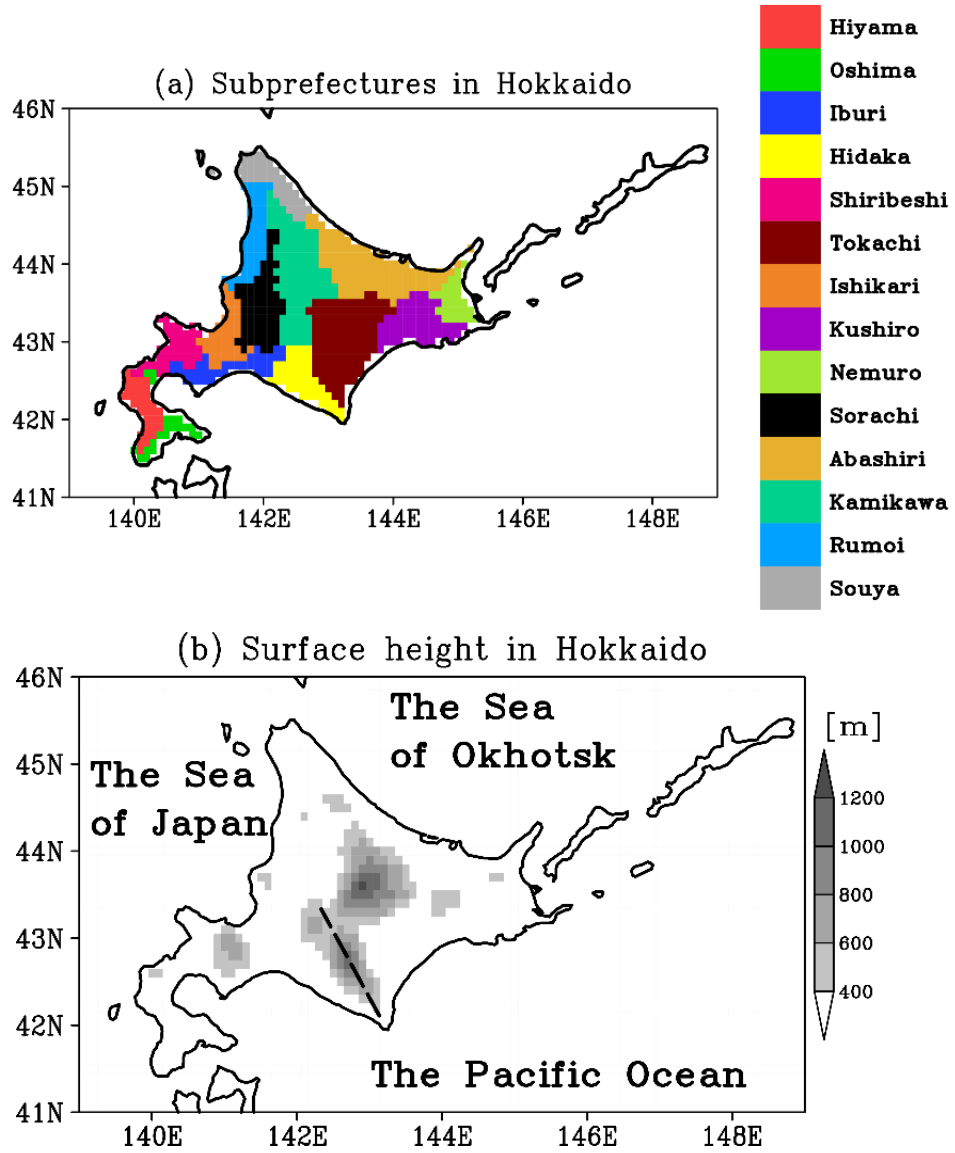 (a) Subprefectures in Hokkaido
46N
45N
44N
43N
42N
41N
140E 142E 144E 146E 148E
Hiyama
Oshima
Iburi
Hidaka
Shiribeshi
Tokachi
Ishikari
Kushiro
Nemuro
Sorachi
Abashiri
Kamikawa
Rumoi
Souya
(b) Surface height in Hokkaido
46N
45N
44N
43N
42N
41N
140E 142E 144E 146E 148E
The Sea
of Okhotsk
The Sea
of Japan
The Pacific Ocean
[m]
1200
1000
800
600
400